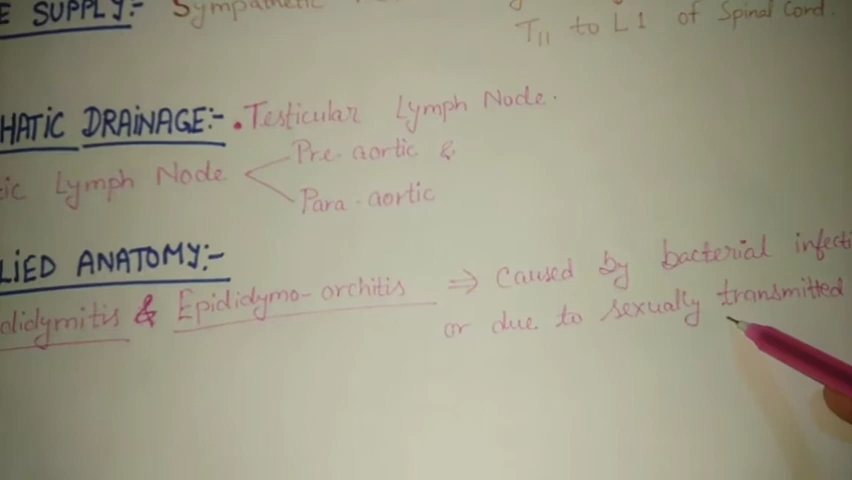 E SUPPLY:- Sympathetic
T11 to L1 of Spinal Cord.
HATIC DRAINAGE:- • Testicular Lymph Node.
ic Lymph Node < Pre-aortic &
Para-aortic
LIED ANATOMY:-
didymitis & Epididymo-orchitis ⇒ Caused by bacterial infecti
or due to sexually transmitted